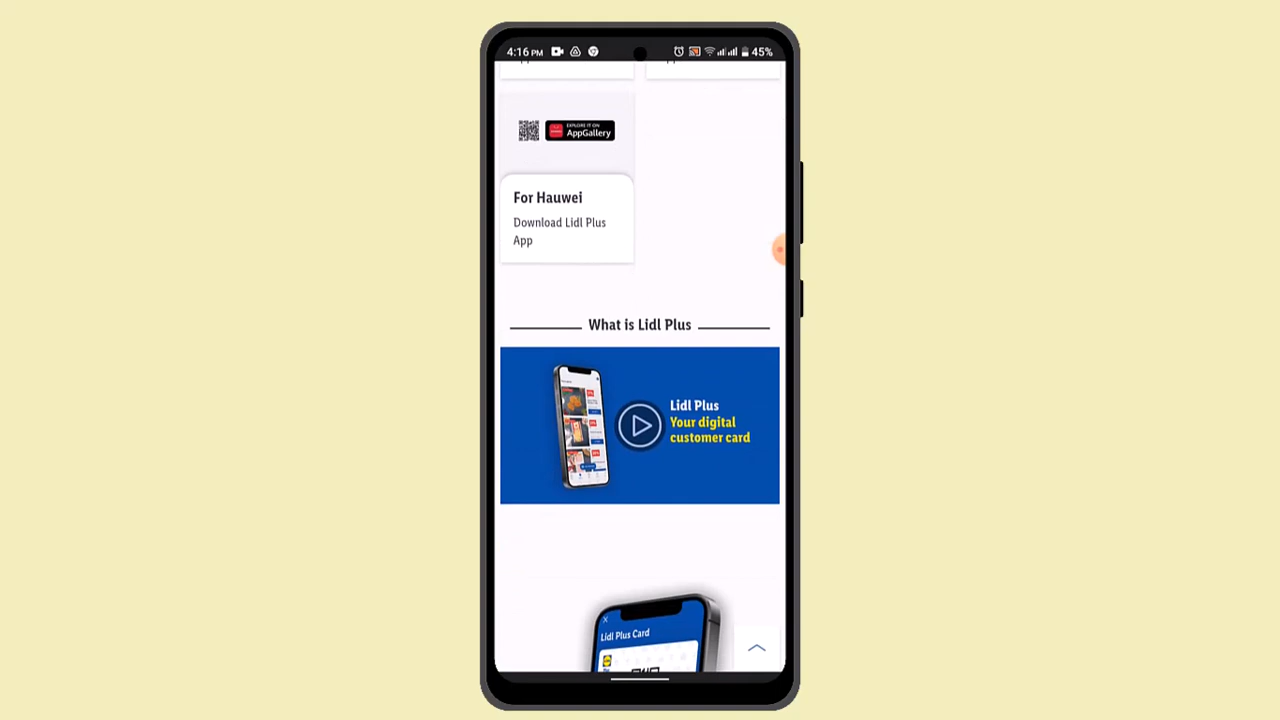 4:16 PM
45%
EXPLORE IT ON
AppGallery
For Hauwei
Download Lidl Plus
App
What is Lidl Plus
Lidl Plus
Your digital
customer card
Lidl Plus Card